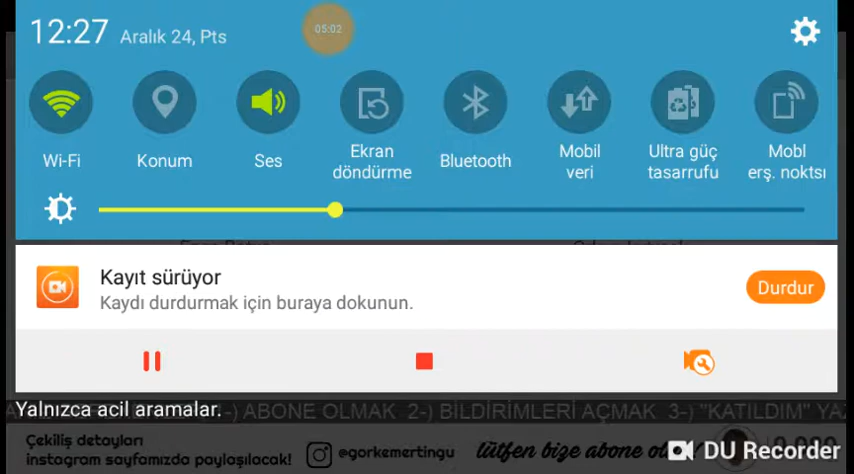 12:27 Aralık 24, Pts
05:02
Wi-Fi
Konum
Ses
Ekran
döndürme
Bluetooth
Mobil
veri
Ultra güç
tasarrufu
Mobl
erş. noktsı
Kayıt sürüyor
Kaydı durdurmak için buraya dokunun.
Durdur
Yalnızca acil aramalar.
1-) ABONE OLMAK 2-) BİLDİRİMLERİ AÇMAK 3-) "KATILDIM" YAZ
Çekiliş detayları
instagram sayfamızda paylaşılacak!
@gorkemertingu
lütfen bize abone
DU Recorder